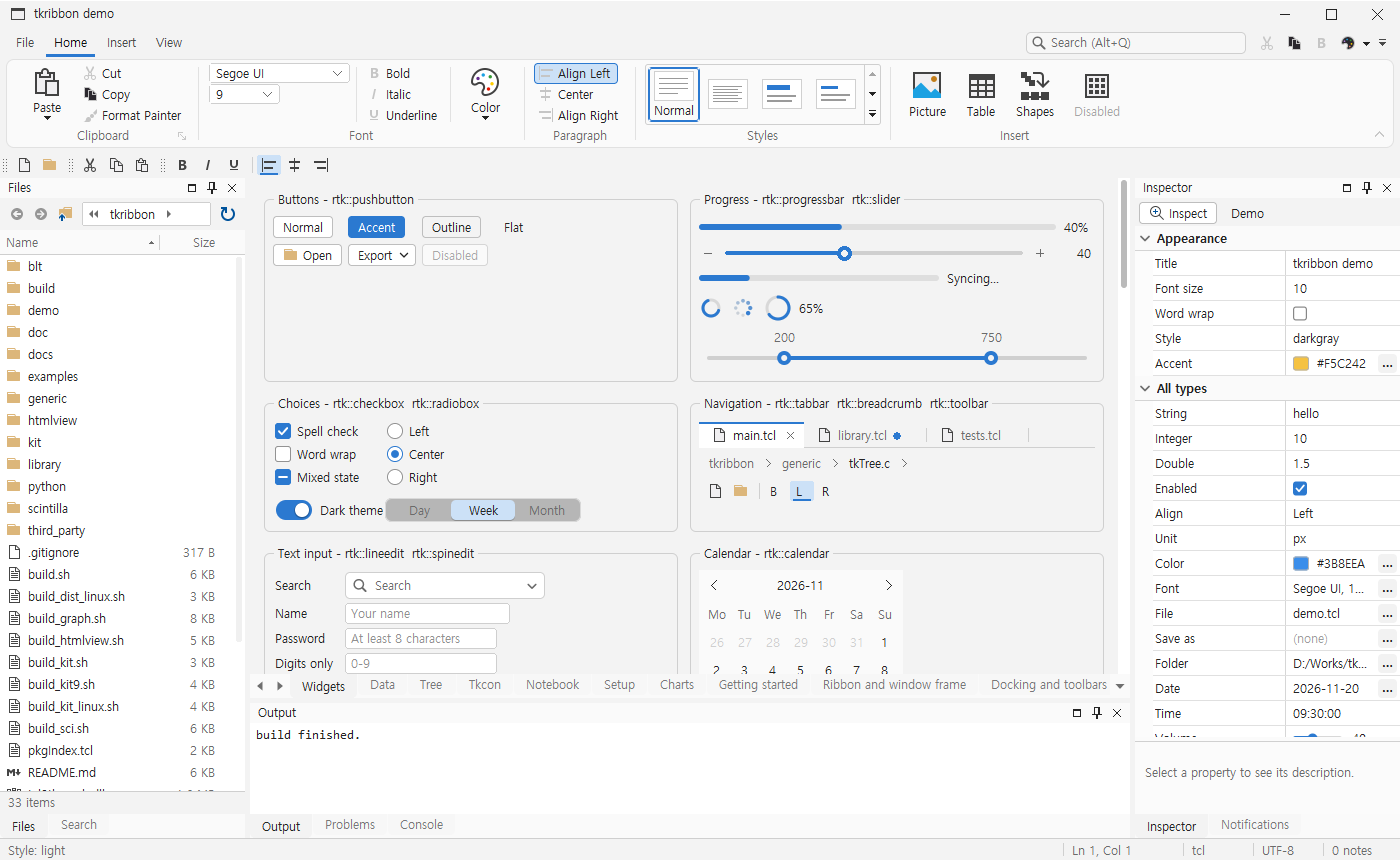 tkribbon demo
File Home Insert View Search (Alt+Q) B
Paste
Cut
Copy
Format Painter
Clipboard
Segoe UI
9
B Bold
I Italic
U Underline
Font
Color
Align Left
Center
Align Right
Paragraph
Normal
Styles
Picture Table Shapes Disabled
Insert
B I U
Files
tkribbon
Name Size
blt
build
demo
doc
docs
examples
generic
htmlview
kit
library
python
scintilla
third_party
.gitignore 317 B
build.sh 6 KB
build_dist_linux.sh 3 KB
build_graph.sh 8 KB
build_htmlview.sh 5 KB
build_kit.sh 3 KB
build_kit9.sh 4 KB
build_kit_linux.sh 4 KB
build_sci.sh 6 KB
pkgIndex.tcl 2 KB
README.md 6 KB
33 items
Files Search
Buttons - rtk::pushbutton
Normal Accent Outline Flat
Open Export Disabled
Progress - rtk::progressbar rtk::slider
40%
− + 40
Syncing...
65%
200 750
Choices - rtk::checkbox rtk::radiobox
Spell check Left
Word wrap Center
Mixed state Right
Dark theme Day Week Month
Navigation - rtk::tabbar rtk::breadcrumb rtk::toolbar
main.tcl library.tcl tests.tcl
tkribbon > generic > tkTree.c >
B L R
Text input - rtk::lineedit rtk::spinedit
Search Search
Name Your name
Password At least 8 characters
Digits only 0-9
Calendar - rtk::calendar
2026-11
Mo Tu We Th Fr Sa Su
26 27 28 29 30 31 1
2 3 4 5 6 7 8
Widgets Data Tree Tkcon Notebook Setup Charts Getting started Ribbon and window frame Docking and toolbars
Output
build finished.
Output Problems Console
Inspector
Inspect Demo
Appearance
Title tkribbon demo
Font size 10
Word wrap
Style darkgray
Accent #F5C242 ...
All types
String hello
Integer 10
Double 1.5
Enabled
Align Left
Unit px
Color #3B8EEA ...
Font Segoe UI, 1... ...
File demo.tcl ...
Save as (none) ...
Folder D:/Works/tk... ...
Date 2026-11-20 ...
Time 09:30:00
Volume 40
Select a property to see its description.
Inspector Notifications
Style: light Ln 1, Col 1 tcl UTF-8 0 notes